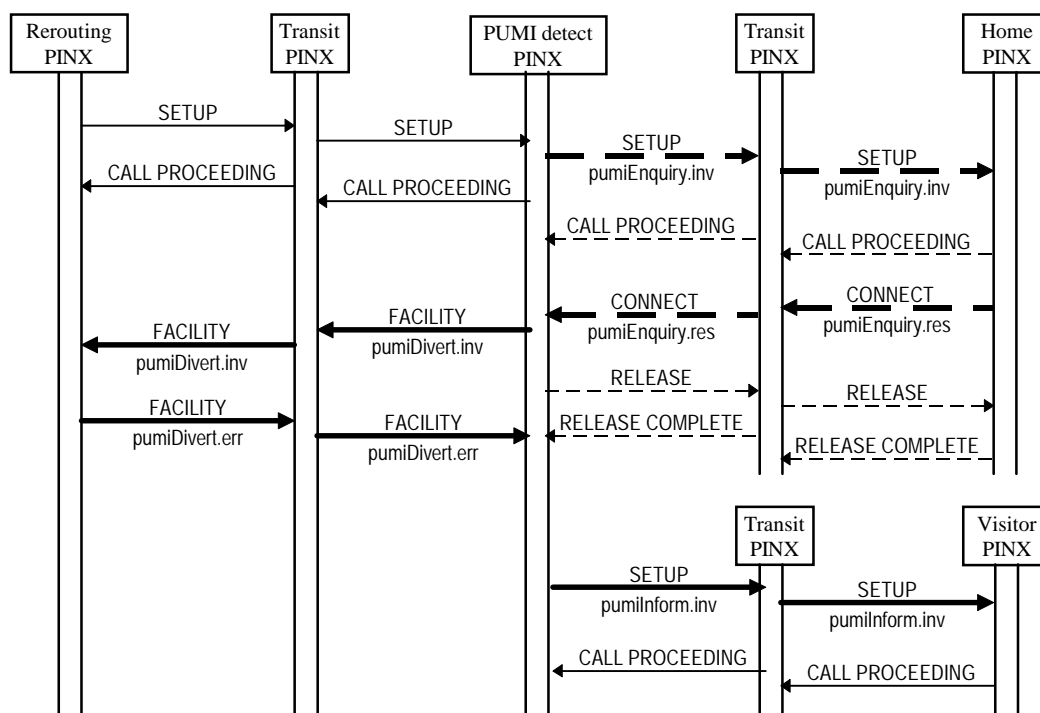 Rerouting
PINX
Transit
PINX
PUMI detect
PINX
Transit
PINX
Home
PINX
SETUP
SETUP
SETUP
pumiEnquiry.inv
SETUP
pumiEnquiry.inv
CALL PROCEEDING
CALL PROCEEDING
CALL PROCEEDING
CALL PROCEEDING
CONNECT
pumiEnquiry.res
CONNECT
pumiEnquiry.res
FACILITY
pumiDivert.inv
FACILITY
pumiDivert.inv
RELEASE
RELEASE
FACILITY
pumiDivert.err
FACILITY
pumiDivert.err
RELEASE COMPLETE
RELEASE COMPLETE
Transit
PINX
Visitor
PINX
SETUP
pumiInform.inv
SETUP
pumiInform.inv
CALL PROCEEDING
CALL PROCEEDING